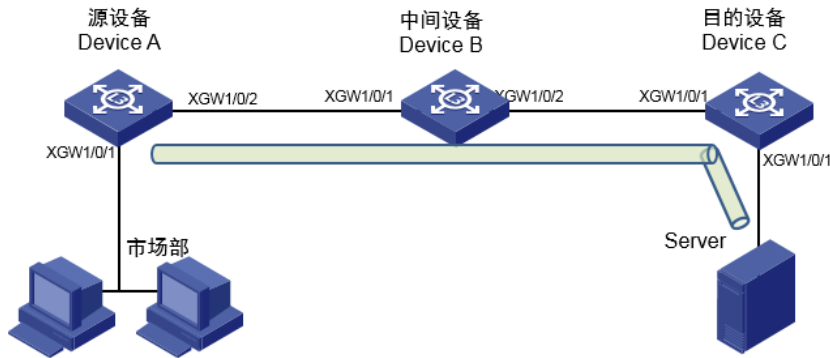 源设备
Device A
中间设备
Device B
目的设备
Device C
XGW1/0/2
XGW1/0/1
XGW1/0/2
XGW1/0/1
XGW1/0/1
XGW1/0/1
市场部
Server